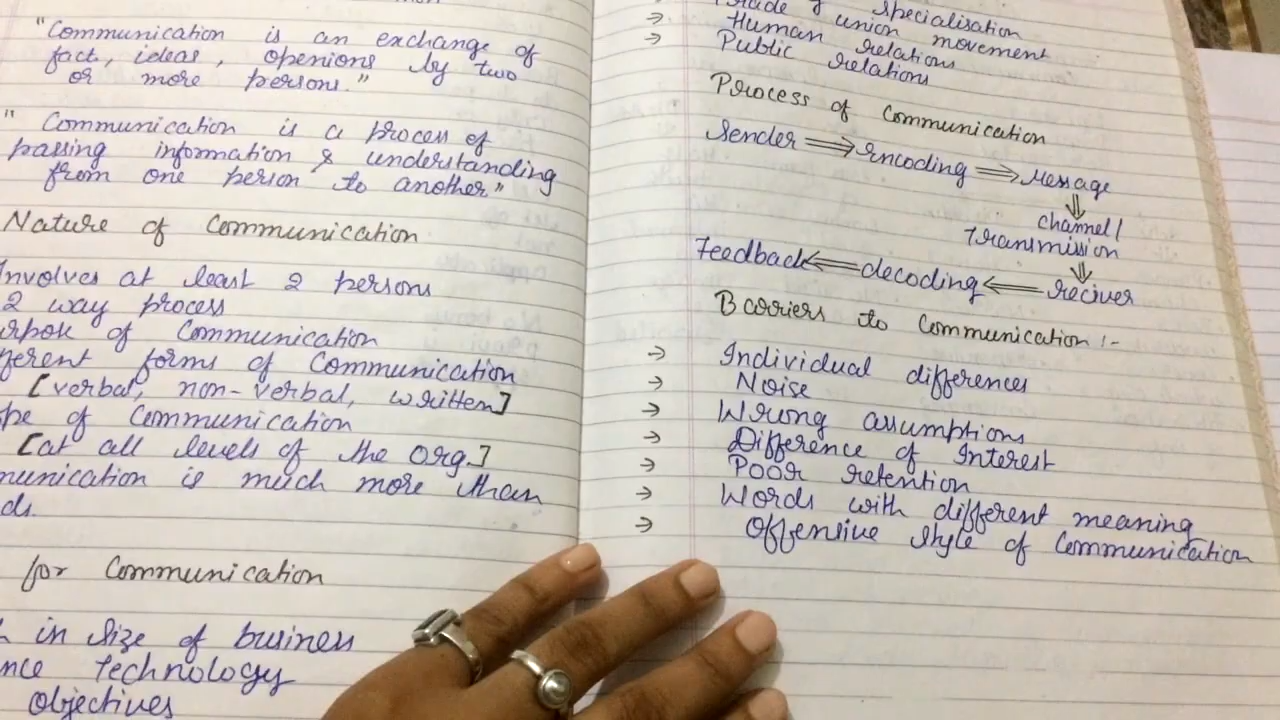 "Communication is an exchange of
fact, ideas, openions by two
or more persons."
" Communication is a process of
passing information & understanding
from one person to another"
Nature of Communication
Involves at least 2 persons
2 way process
of Communication
forms of Communication
[verbal, non-verbal, written]
of Communication
[at all levels of the org.]
is much more than
for Communication
in size of business
technology
Objectives
specialisation
union movement
→ Human relations
→ Public relations
Process of Communication
Sender ⇒ encoding ⇒ Message
⇓
channel/
transmission
⇓
Feedback ⇐ decoding ⇐ reciver
Barriers to Communication :-
→ Individual differences
→ Noise
→ Wrong assumptions
→ Difference of Interest
→ Poor retention
→ Words with different meaning
→ Offensive style of Communication